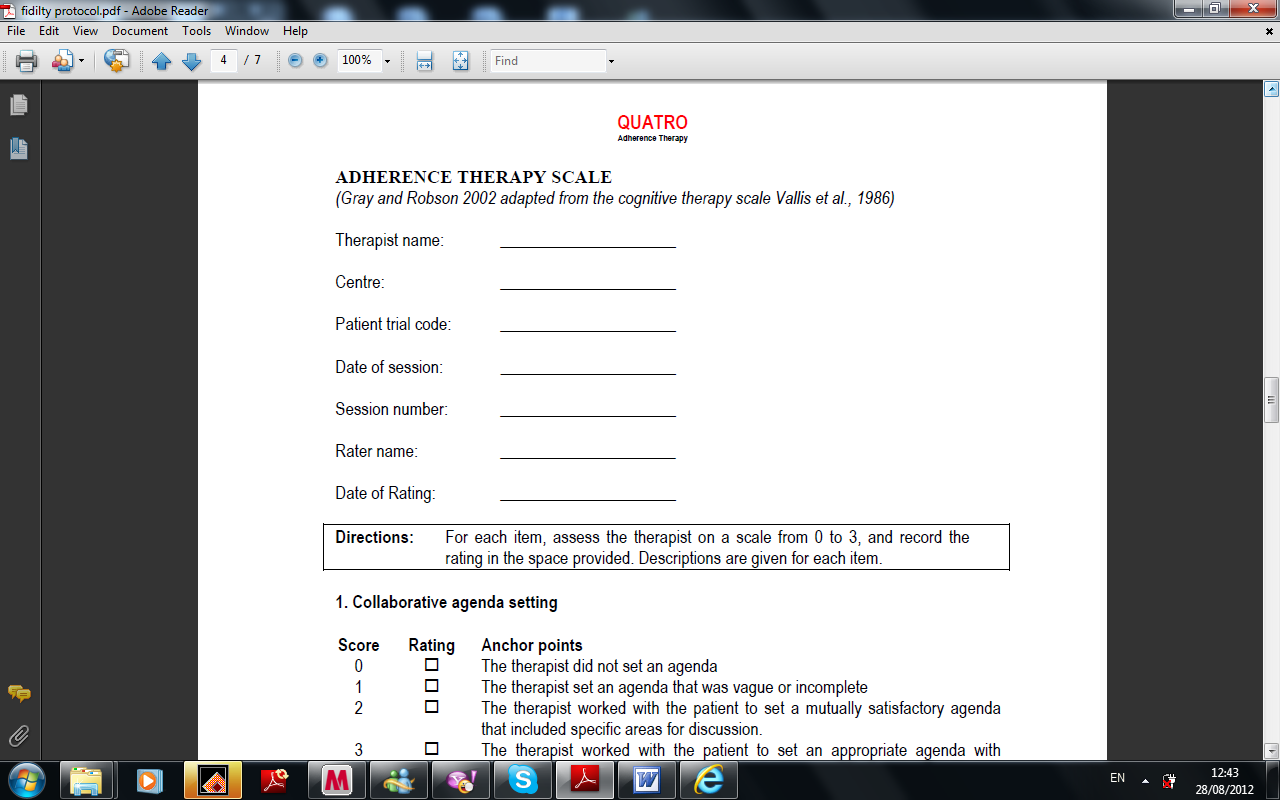 fidilty protocol.pdf - Adobe Reader
File Edit View Document Tools Window Help
4 / 7 100% Find
QUATRO
Adherence Therapy
ADHERENCE THERAPY SCALE
(Gray and Robson 2002 adapted from the cognitive therapy scale Vallis et al., 1986)
Therapist name:
Centre:
Patient trial code:
Date of session:
Session number:
Rater name:
Date of Rating:
Directions: For each item, assess the therapist on a scale from 0 to 3, and record the
rating in the space provided. Descriptions are given for each item.
1. Collaborative agenda setting
Score Rating Anchor points
0 The therapist did not set an agenda
1 The therapist set an agenda that was vague or incomplete
2 The therapist worked with the patient to set a mutually satisfactory agenda
that included specific areas for discussion.
3 The therapist worked with the patient to set an appropriate agenda with
EN 12:43
28/08/2012